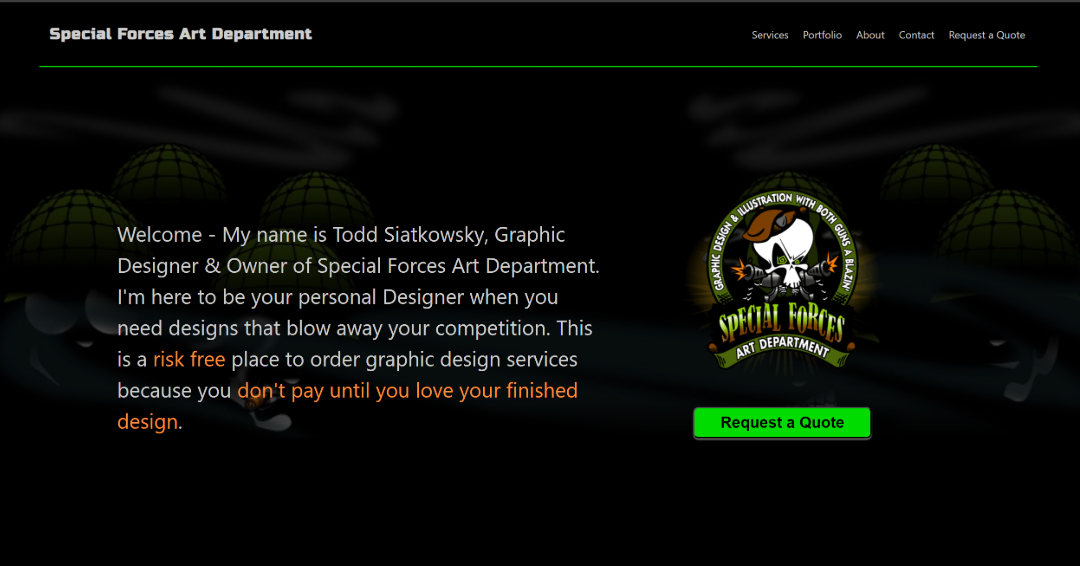 Special Forces Art Department
Services
Portfolio
About
Contact
Request a Quote
Welcome - My name is Todd Siatkowsky, Graphic
Designer & Owner of Special Forces Art Department.
I'm here to be your personal Designer when you
need designs that blow away your competition. This
is a risk free place to order graphic design services
because you don't pay until you love your finished
design.
GRAPHIC DESIGN & ILLUSTRATION WITH BOTH GUNS A BLAZIN'
SPECIAL FORCES
ART DEPARTMENT
Request a Quote